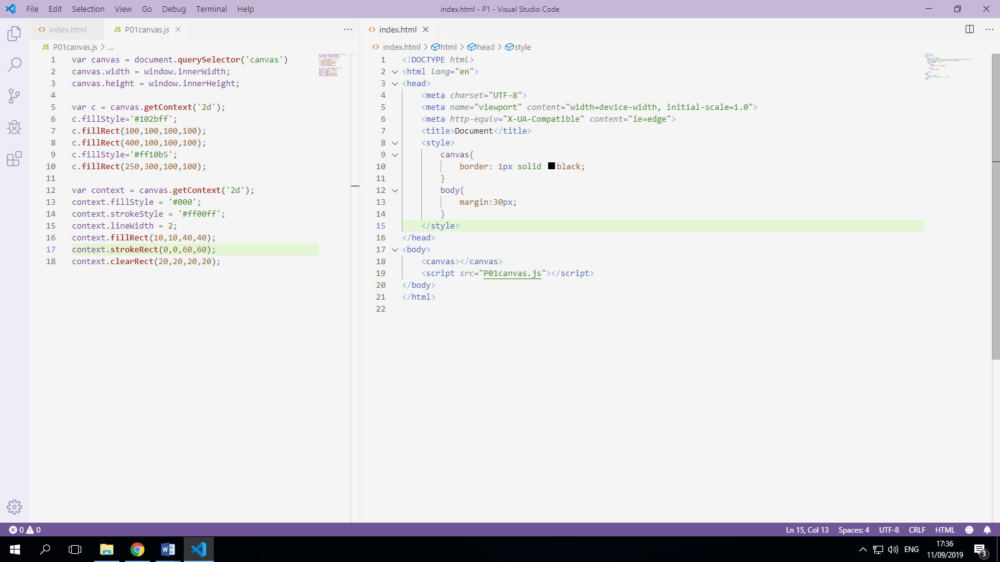 File Edit Selection View Go Debug Terminal Help
index.html - P1 - Visual Studio Code
index.html
JS P01canvas.js
JS P01canvas.js > ...
1 var canvas = document.querySelector('canvas')
2 canvas.width = window.innerWidth;
3 canvas.height = window.innerHeight;
4
5 var c = canvas.getContext('2d');
6 c.fillStyle='#102bff';
7 c.fillRect(100,100,100,100);
8 c.fillRect(400,100,100,100);
9 c.fillStyle='#ff10b5';
10 c.fillRect(250,300,100,100);
11
12 var context = canvas.getContext('2d');
13 context.fillStyle = '#000';
14 context.strokeStyle = '#ff00ff';
15 context.lineWidth = 2;
16 context.fillRect(10,10,40,40);
17 context.strokeRect(0,0,60,60);
18 context.clearRect(20,20,20,20);
index.html
index.html > html > head > style
1 <!DOCTYPE html>
2 <html lang="en">
3 <head>
4 <meta charset="UTF-8">
5 <meta name="viewport" content="width=device-width, initial-scale=1.0">
6 <meta http-equiv="X-UA-Compatible" content="ie=edge">
7 <title>Document</title>
8 <style>
9 canvas{
10 border: 1px solid black;
11 }
12 body{
13 margin:30px;
14 }
15 </style>
16 </head>
17 <body>
18 <canvas></canvas>
19 <script src="P01canvas.js"></script>
20 </body>
21 </html>
22
0 0
Ln 15, Col 13 Spaces: 4 UTF-8 CRLF HTML
ENG
17:36
11/09/2019
3